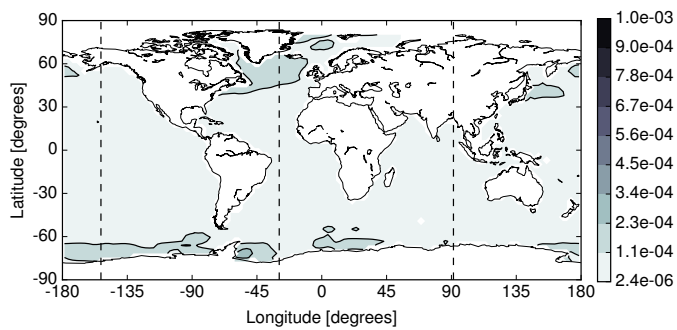 90
60
30
0
-30
-60
90
Latitude [degrees]
-180 -135 -90 -45 0 45 90 135 180
Longitude [degrees]
1.0e-03
9.0e-04
7.8e-04
6.7e-04
5.6e-04
4.5e-04
3.4e-04
2.3e-04
1.1e-04
2.4e-06